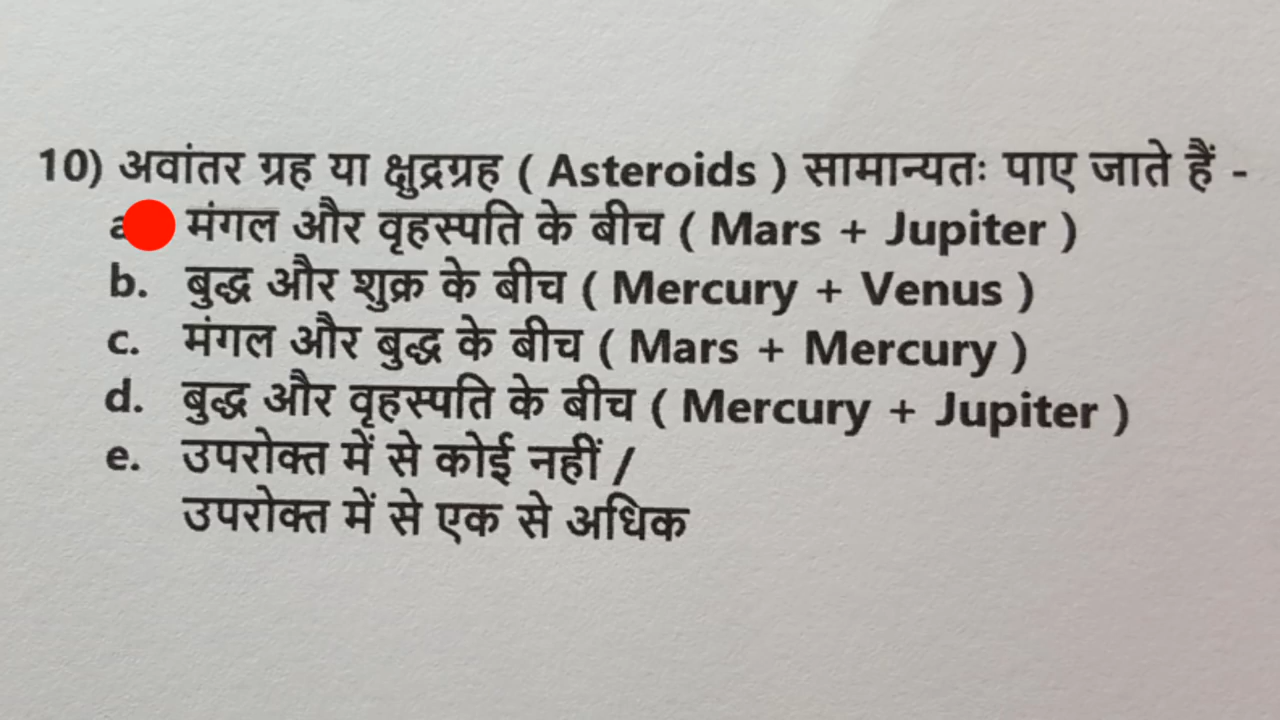 10) अवांतर ग्रह या क्षुद्रग्रह ( Asteroids ) सामान्यतः पाए जाते हैं -
a मंगल और वृहस्पति के बीच ( Mars + Jupiter )
b. बुद्ध और शुक्र के बीच ( Mercury + Venus )
c. मंगल और बुद्ध के बीच ( Mars + Mercury )
d. बुद्ध और वृहस्पति के बीच ( Mercury + Jupiter )
e. उपरोक्त में से कोई नहीं /
उपरोक्त में से एक से अधिक